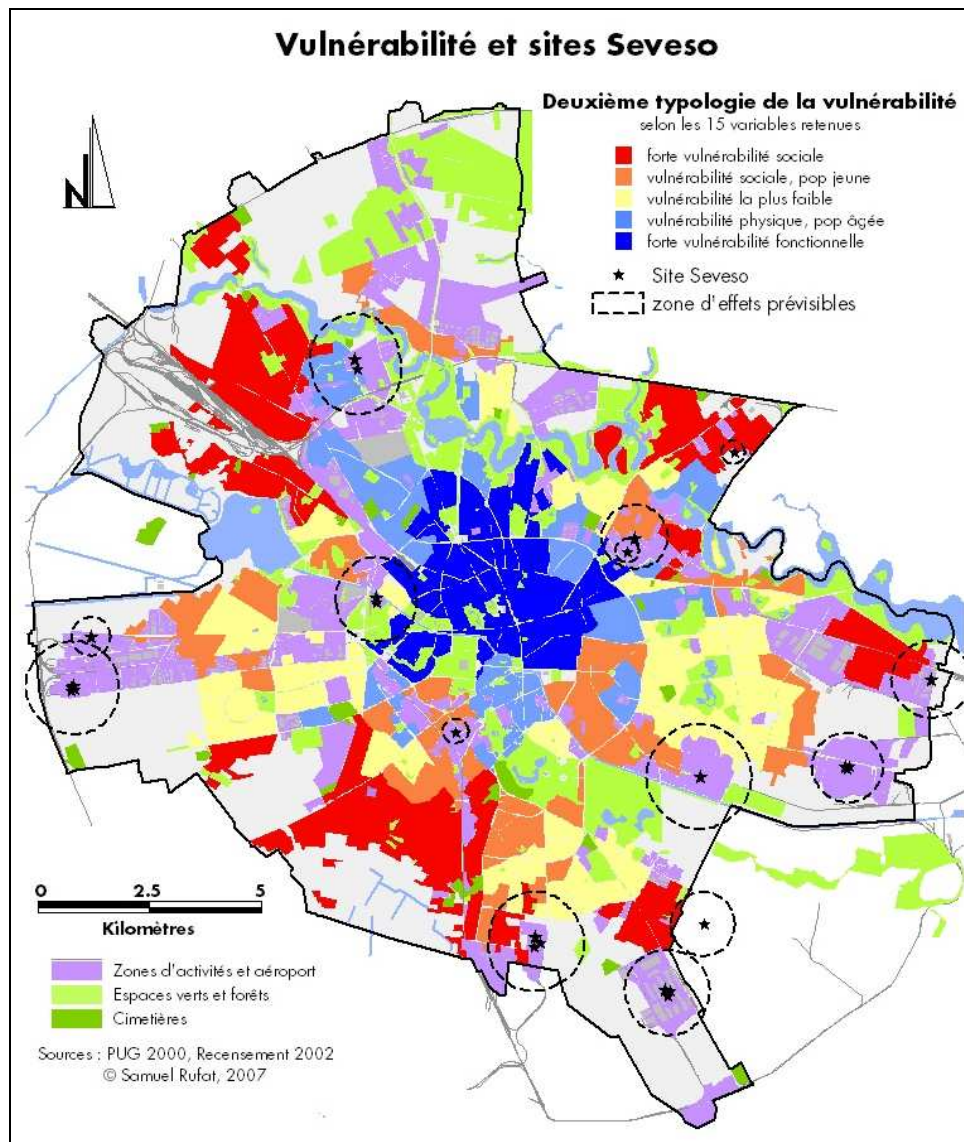 Vulnérabilité et sites Seveso
Deuxième typologie de la vulnérabilité
selon les 15 variables retenues
forte vulnérabilité sociale
vulnérabilité sociale, pop jeune
vulnérabilité la plus faible
vulnérabilité physique, pop âgée
forte vulnérabilité fonctionnelle
Site Seveso
zone d'effets prévisibles
N
0 2.5 5
Kilomètres
Zones d'activités et aéroport
Espaces verts et forêts
Cimetières
Sources : PUG 2000, Recensement 2002
© Samuel Rufat, 2007